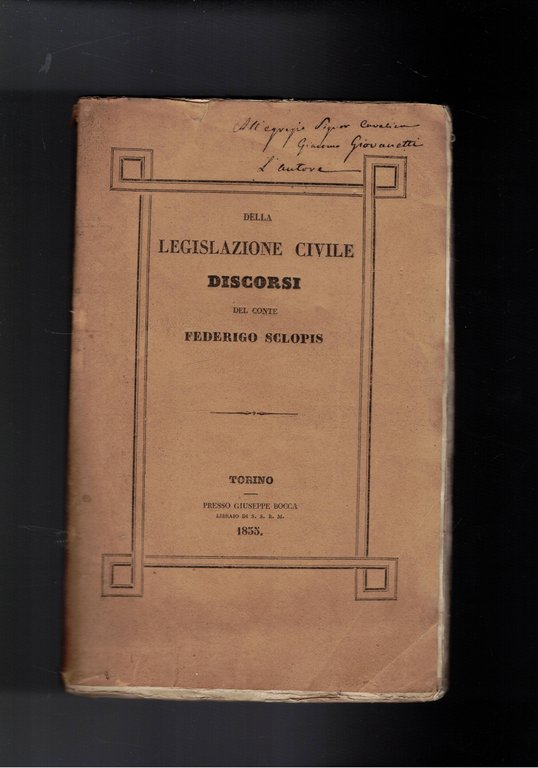 All'egregio Signor Cavaliere
Giacomo Giovanetti
L'autore
DELLA
LEGISLAZIONE CIVILE
DISCORSI
DEL CONTE
FEDERIGO SCLOPIS
TORINO
PRESSO GIUSEPPE BOCCA
LIBRAIO DI S. S. R. M.
1835.